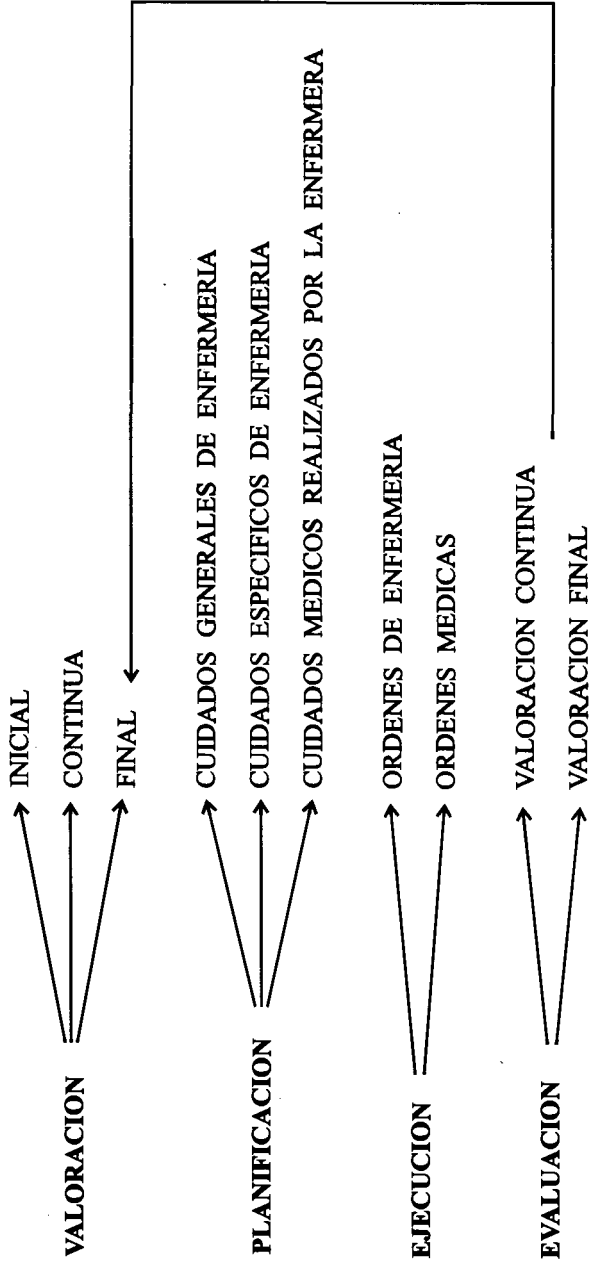 VALORACION
INICIAL
CONTINUA
FINAL
PLANIFICACION
CUIDADOS GENERALES DE ENFERMERIA
CUIDADOS ESPECIFICOS DE ENFERMERIA
CUIDADOS MEDICOS REALIZADOS POR LA ENFERMERA
EJECUCION
ORDENES DE ENFERMERIA
ORDENES MEDICAS
EVALUACION
VALORACION CONTINUA
VALORACION FINAL